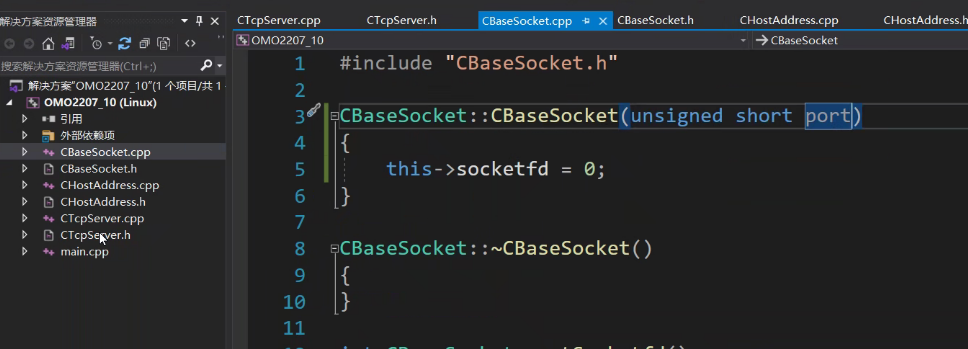 解决方案资源管理器
搜索解决方案资源管理器(Ctrl+;)
解决方案"OMO2207_10"(1 个项目/共 1
OMO2207_10 (Linux)
引用
外部依赖项
CBaseSocket.cpp
CBaseSocket.h
CHostAddress.cpp
CHostAddress.h
CTcpServer.cpp
CTcpServer.h
main.cpp
CTcpServer.cpp CTcpServer.h CBaseSocket.cpp CBaseSocket.h CHostAddress.cpp CHostAddress.h
OMO2207_10 CBaseSocket
1 #include "CBaseSocket.h"
2
3 CBaseSocket::CBaseSocket(unsigned short port)
4 {
5 this->socketfd = 0;
6 }
7
8 CBaseSocket::~CBaseSocket()
9 {
10 }
11